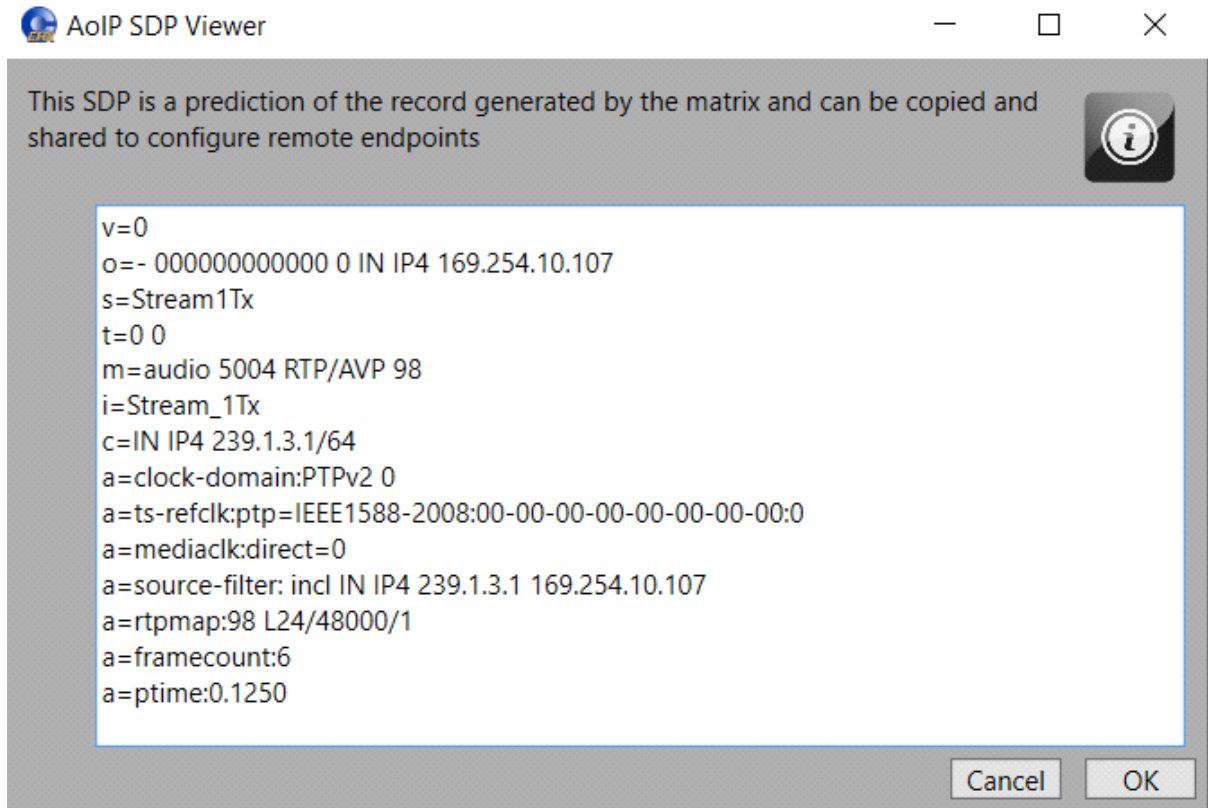 AoIP SDP Viewer
This SDP is a prediction of the record generated by the matrix and can be copied and
shared to configure remote endpoints
v=0
o=- 000000000000 0 IN IP4 169.254.10.107
s=Stream1Tx
t=0 0
m=audio 5004 RTP/AVP 98
i=Stream_1Tx
c=IN IP4 239.1.3.1/64
a=clock-domain:PTPv2 0
a=ts-refclk:ptp=IEEE1588-2008:00-00-00-00-00-00-00-00:0
a=mediaclk:direct=0
a=source-filter: incl IN IP4 239.1.3.1 169.254.10.107
a=rtpmap:98 L24/48000/1
a=framecount:6
a=ptime:0.1250
Cancel OK